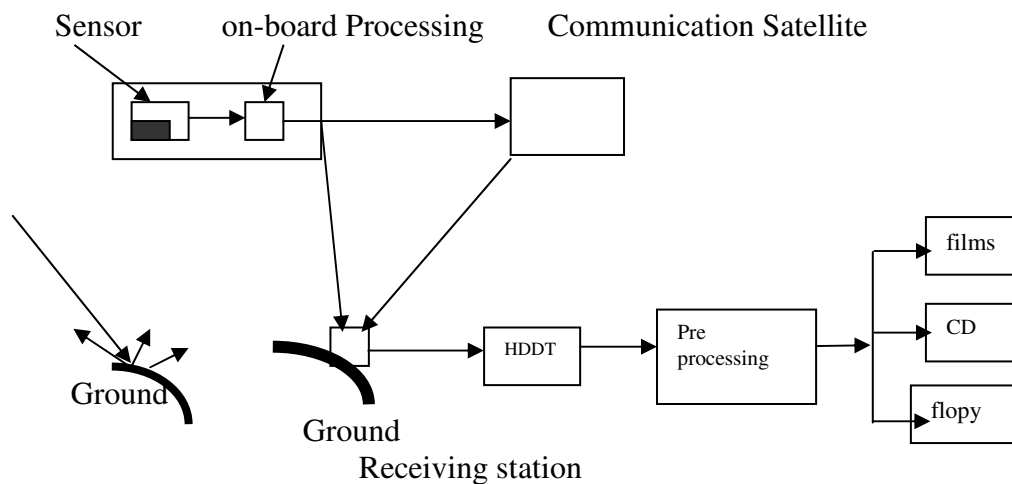 Sensor on-board Processing Communication Satellite
films
Pre
processing
HDDT
CD
Ground
flopy
Ground
Receiving station